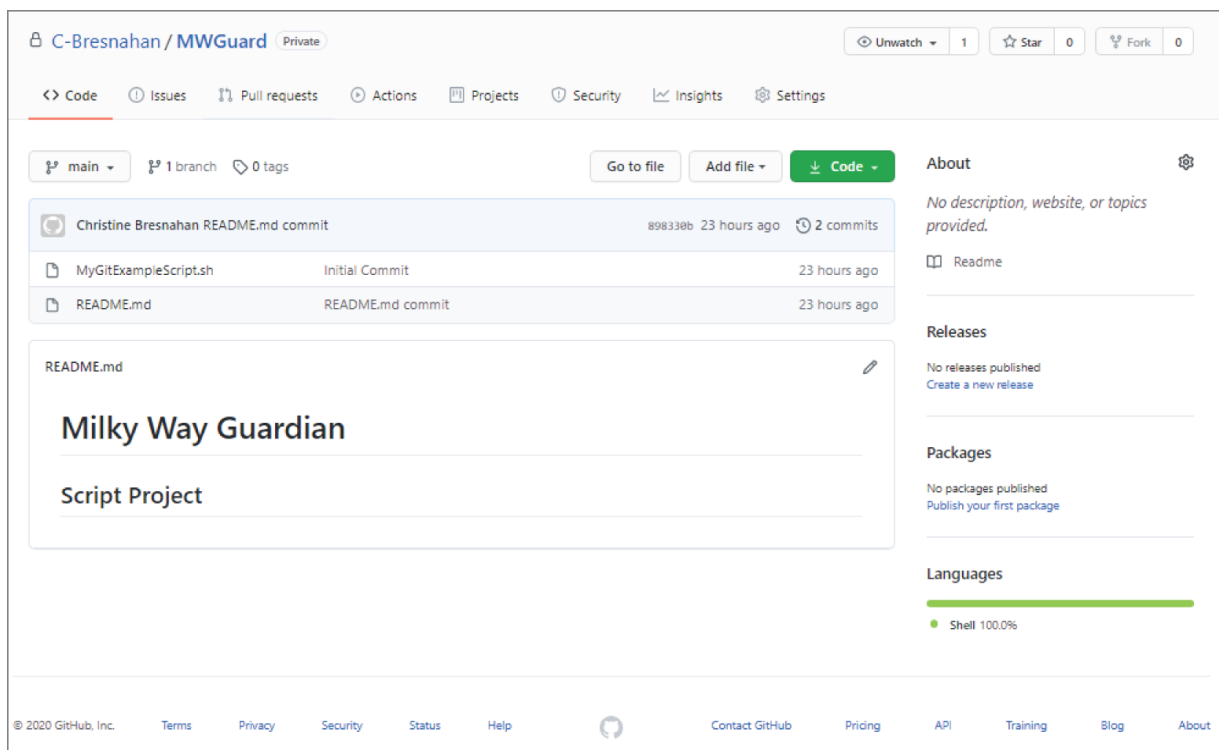 C-Bresnahan / MWGuard Private Unwatch 1 Star 0 Fork 0
Code Issues Pull requests Actions Projects Security Insights Settings
main 1 branch 0 tags Go to file Add file Code
About
No description, website, or topics
provided.
Readme
Christine Bresnahan README.md commit 898330b 23 hours ago 2 commits
MyGitExampleScript.sh Initial Commit 23 hours ago
README.md README.md commit 23 hours ago
README.md
Milky Way Guardian
Script Project
Releases
No releases published
Create a new release
Packages
No packages published
Publish your first package
Languages
Shell 100.0%
© 2020 GitHub, Inc. Terms Privacy Security Status Help Contact GitHub Pricing API Training Blog About